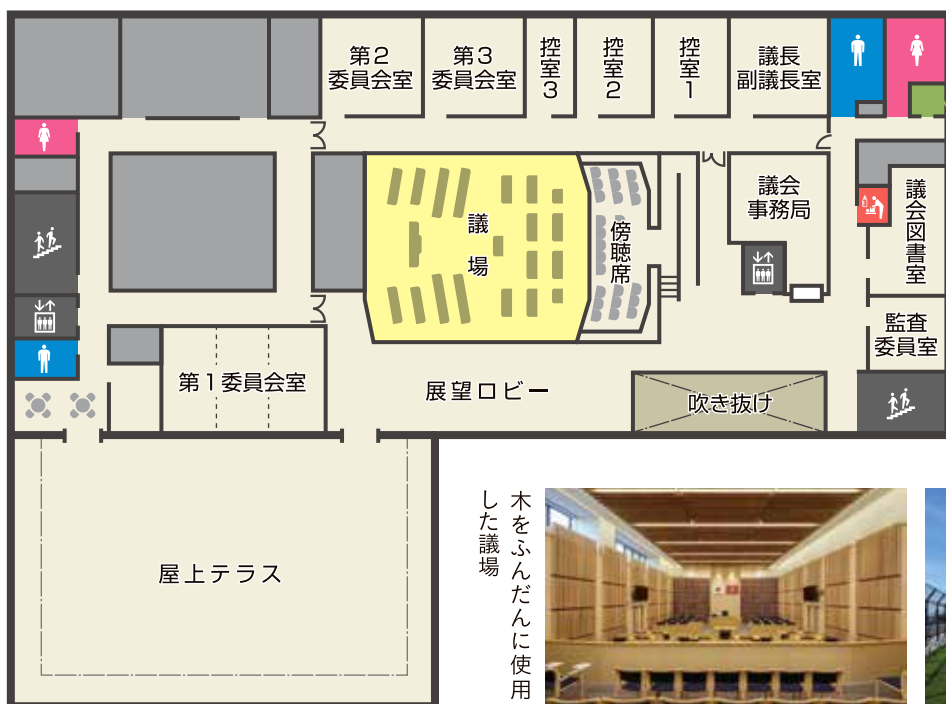 第2
委員会室
第3
委員会室
控室3
控室2
控室1
議長
副議長室
議場
傍聴席
議会
事務局
議会図書室
監査
委員室
第1委員会室
展望ロビー
吹き抜け
屋上テラス
木をふんだんに使用
した議場